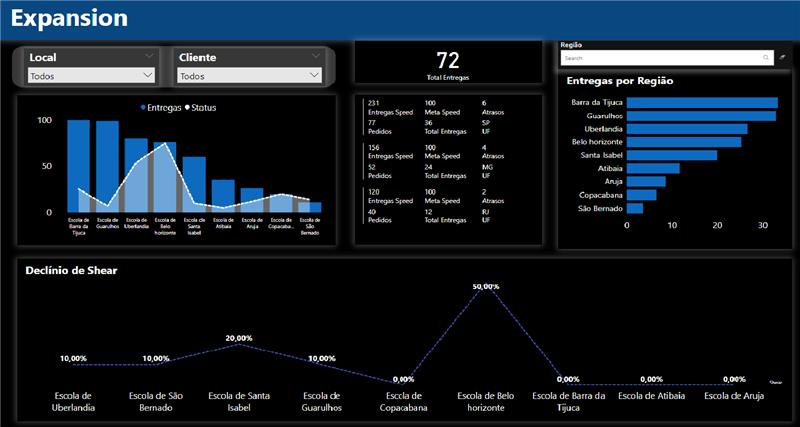 Expansion
Local
Todos
Cliente
Todos
72
Total Entregas
Região
Search
Entregas Status
100
50
0
Escola de Barra da Tijuca
Escola de Guarulhos
Escola de Uberlandia
Escola de Belo horizonte
Escola de Santa Isabel
Escola de Atibaia
Escola de Aruja
Escola de Copacaba...
Escola de São Bernado
231 100 6
Entregas Speed Meta Speed Atrasos
77 36 SP
Pedidos Total Entregas UF
156 100 4
Entregas Speed Meta Speed Atrasos
52 24 MG
Pedidos Total Entregas UF
120 100 2
Entregas Speed Meta Speed Atrasos
40 12 RJ
Pedidos Total Entregas UF
Entregas por Região
Barra da Tijuca
Guarulhos
Uberlandia
Belo horizonte
Santa Isabel
Atibaia
Aruja
Copacabana
São Bernado
0 10 20 30
Declínio de Shear
10,00% 10,00% 20,00% 10,00% 0,00% 50,00% 0,00% 0,00% 0,00%
Shear
Escola de Uberlandia
Escola de São Bernado
Escola de Santa Isabel
Escola de Guarulhos
Escola de Copacabana
Escola de Belo horizonte
Escola de Barra da Tijuca
Escola de Atibaia
Escola de Aruja